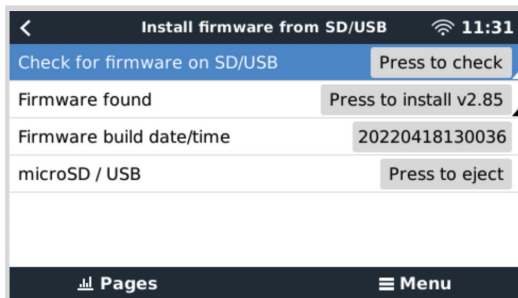 Install firmware from SD/USB 11:31
Check for firmware on SD/USB Press to check
Firmware found Press to install v2.85
Firmware build date/time 20220418130036
microSD / USB Press to eject
Pages Menu